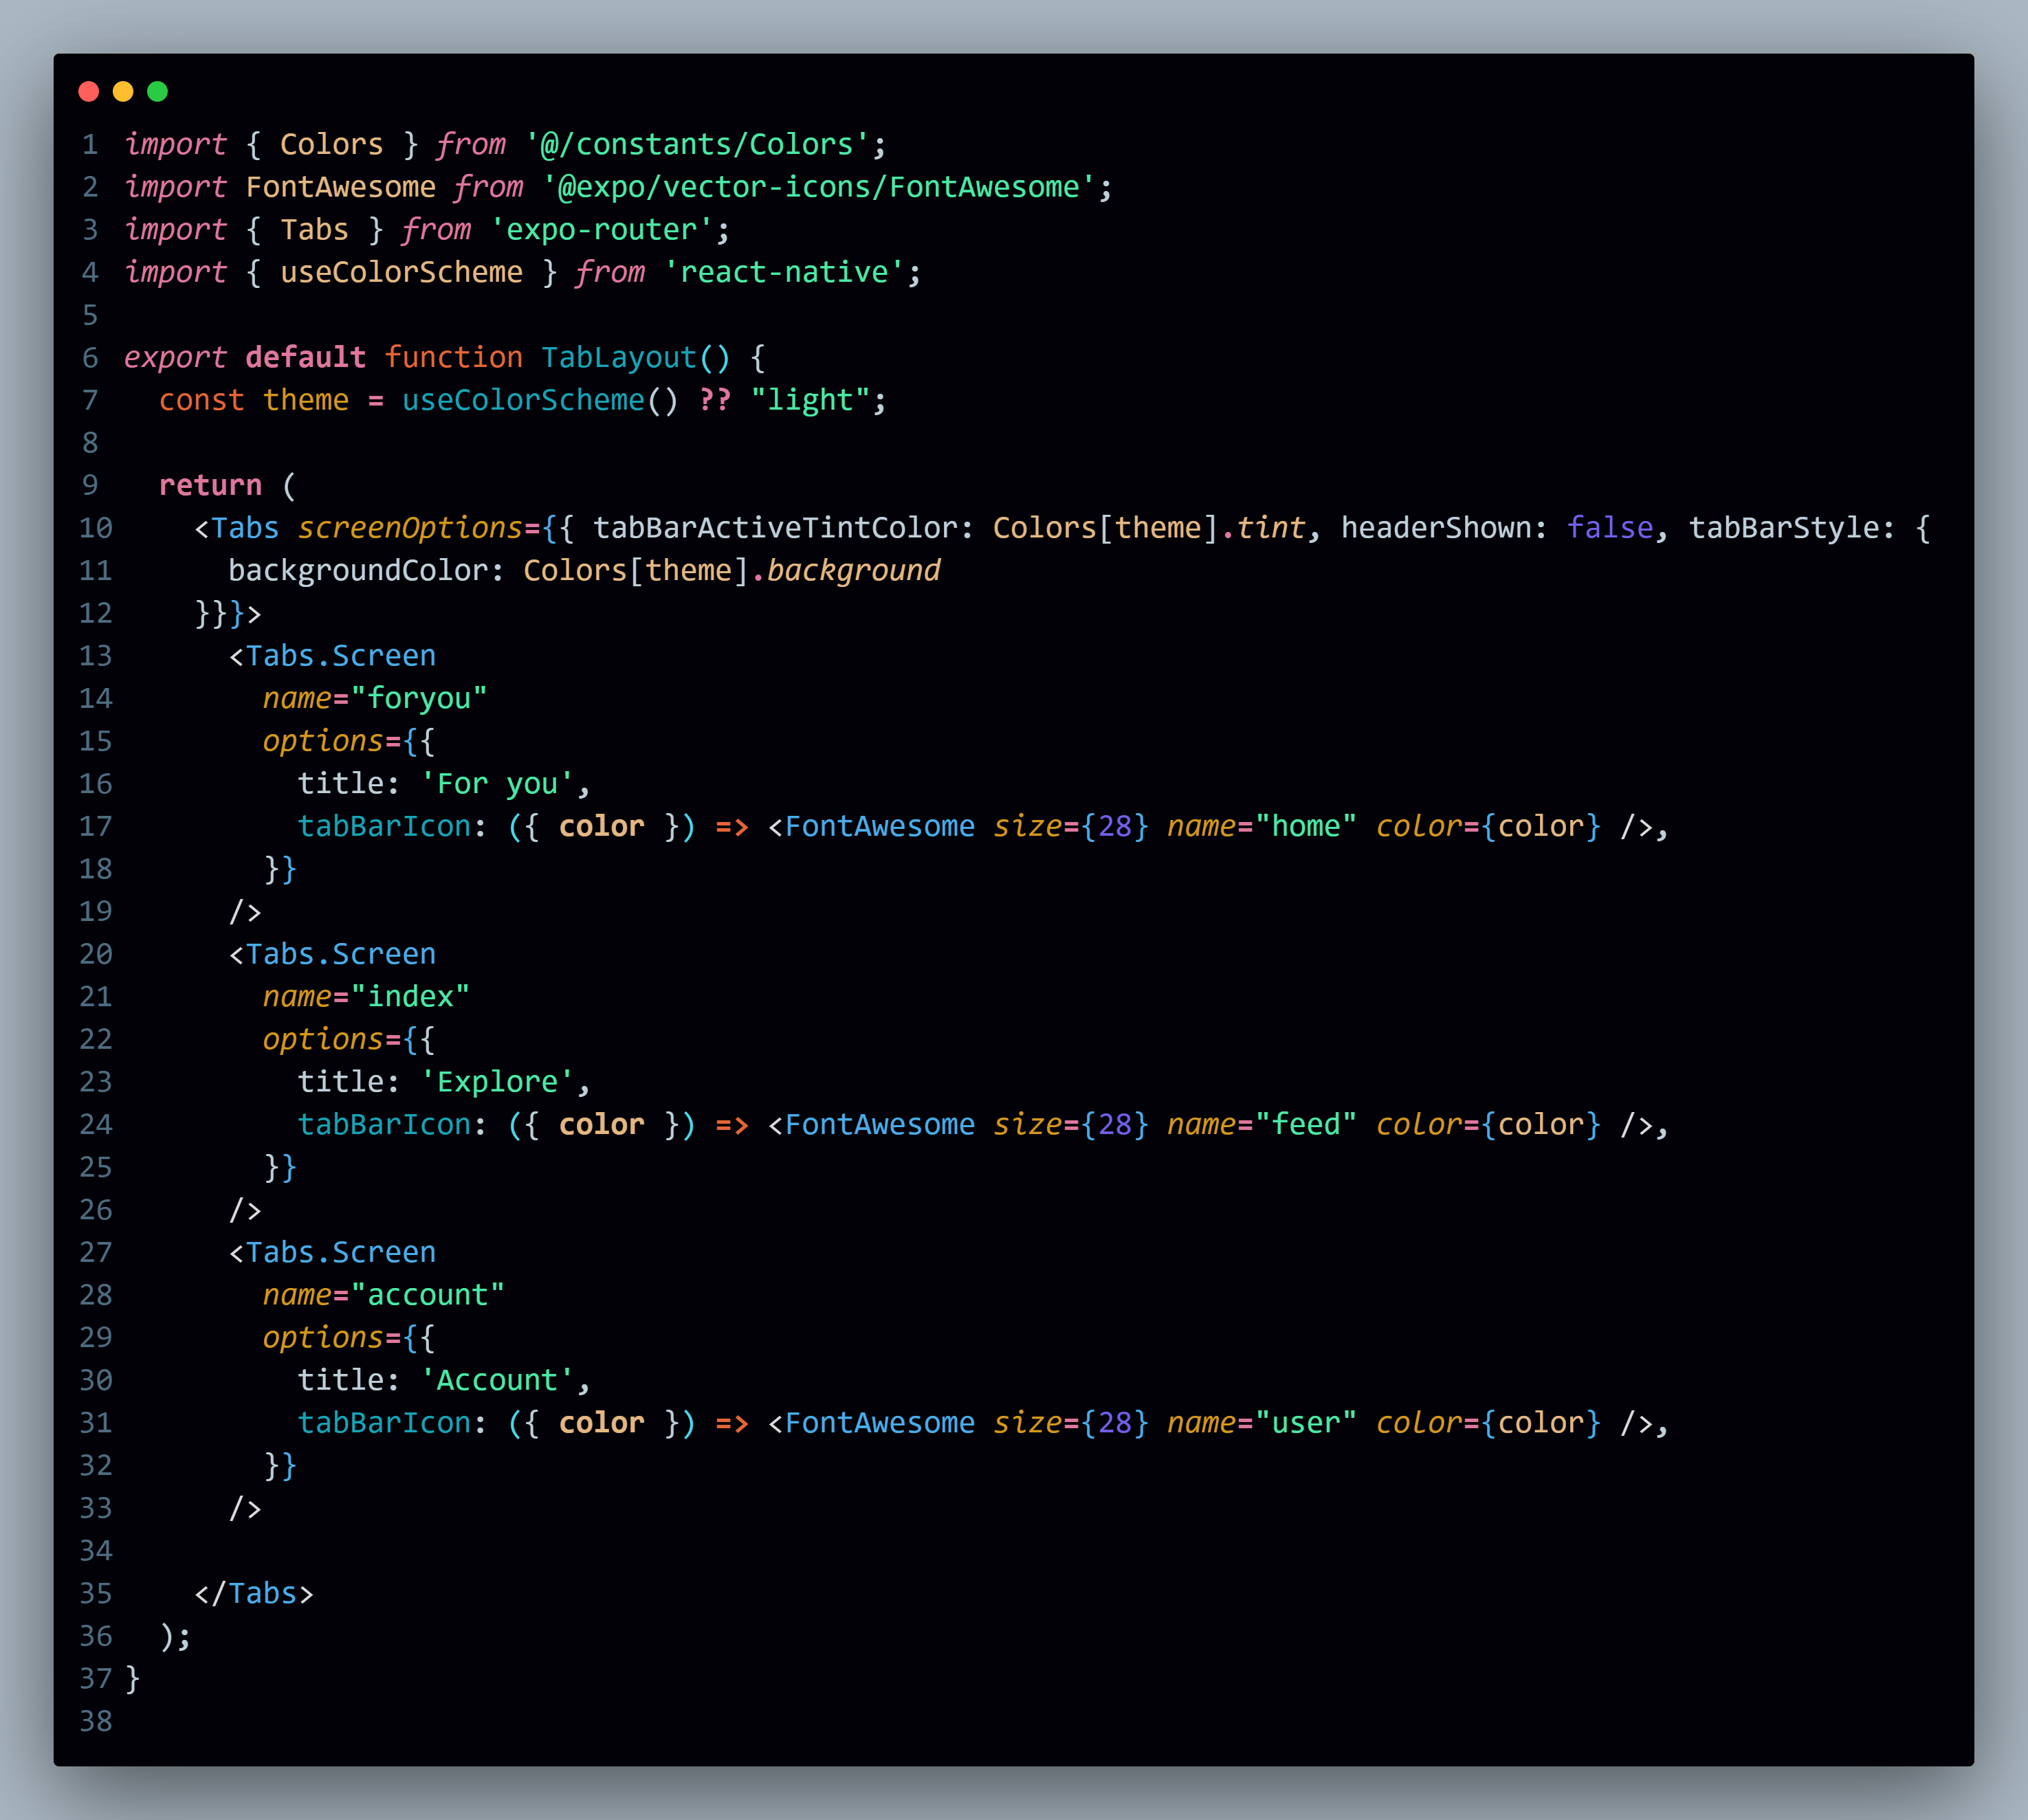 1 import { Colors } from '@/constants/Colors';
2 import FontAwesome from '@expo/vector-icons/FontAwesome';
3 import { Tabs } from 'expo-router';
4 import { useColorScheme } from 'react-native';
5
6 export default function TabLayout() {
7   const theme = useColorScheme() ?? "light";
8
9   return (
10     <Tabs screenOptions={{ tabBarActiveTintColor: Colors[theme].tint, headerShown: false, tabBarStyle: {
11       backgroundColor: Colors[theme].background
12     }}}>
13       <Tabs.Screen
14         name="foryou"
15         options={{
16           title: 'For you',
17           tabBarIcon: ({ color }) => <FontAwesome size={28} name="home" color={color} />,
18         }}
19       />
20       <Tabs.Screen
21         name="index"
22         options={{
23           title: 'Explore',
24           tabBarIcon: ({ color }) => <FontAwesome size={28} name="feed" color={color} />,
25         }}
26       />
27       <Tabs.Screen
28         name="account"
29         options={{
30           title: 'Account',
31           tabBarIcon: ({ color }) => <FontAwesome size={28} name="user" color={color} />,
32         }}
33       />
34
35     </Tabs>
36   );
37 }
38